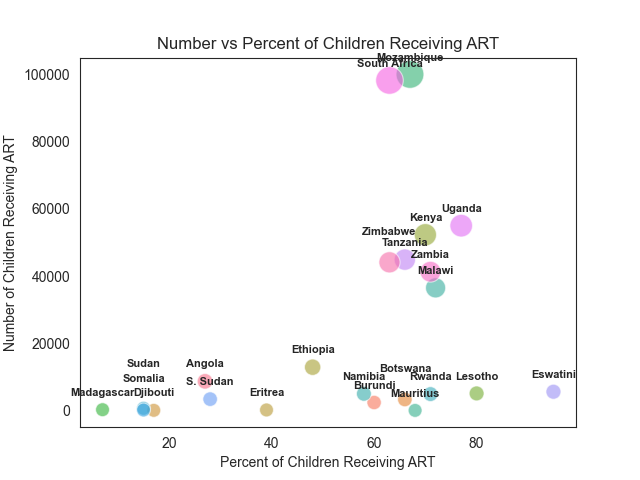 Number vs Percent of Children Receiving ART
Number of Children Receiving ART
100000
80000
60000
40000
20000
0
Mozambique
South Africa
Uganda
Kenya
Zimbabwe
Tanzania
Zambia
Malawi
Ethiopia
Sudan
Angola
Botswana
Somalia
S. Sudan
Namibia
Rwanda
Lesotho
Eswatini
Burundi
Madagascar
Djibouti
Eritrea
Mauritius
20
40
60
80
Percent of Children Receiving ART